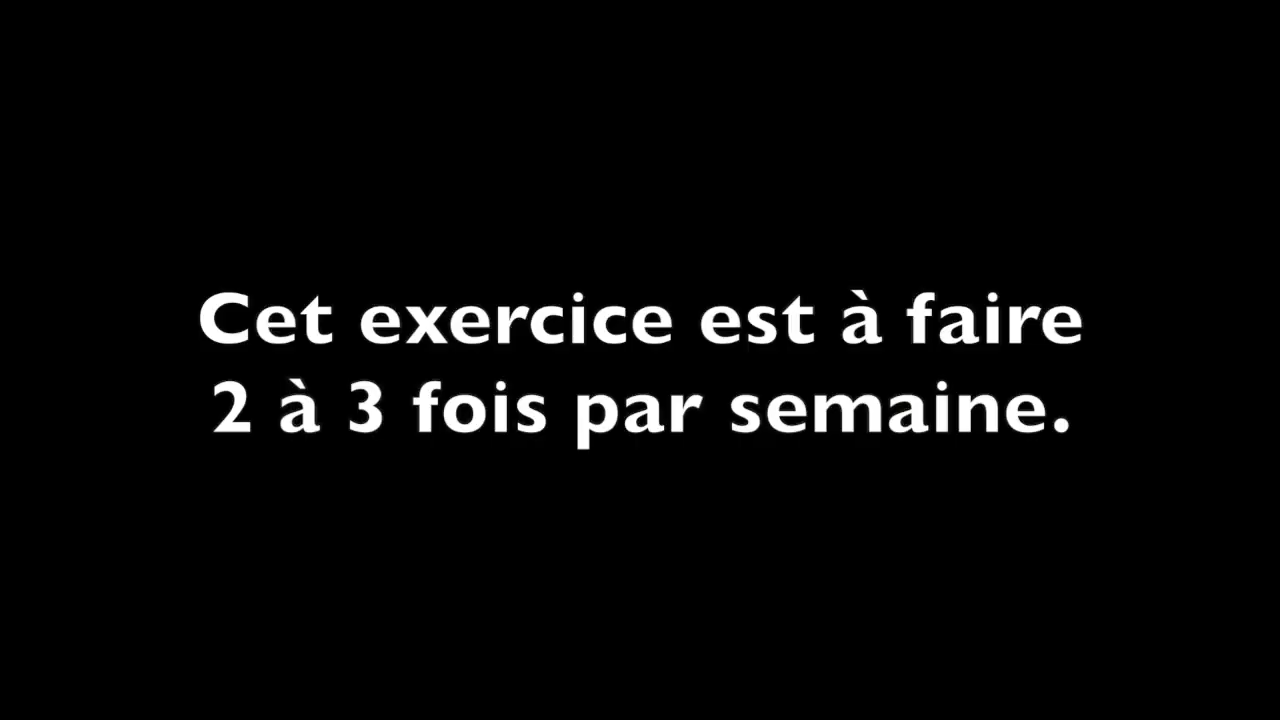 Cet exercice est à faire
2 à 3 fois par semaine.